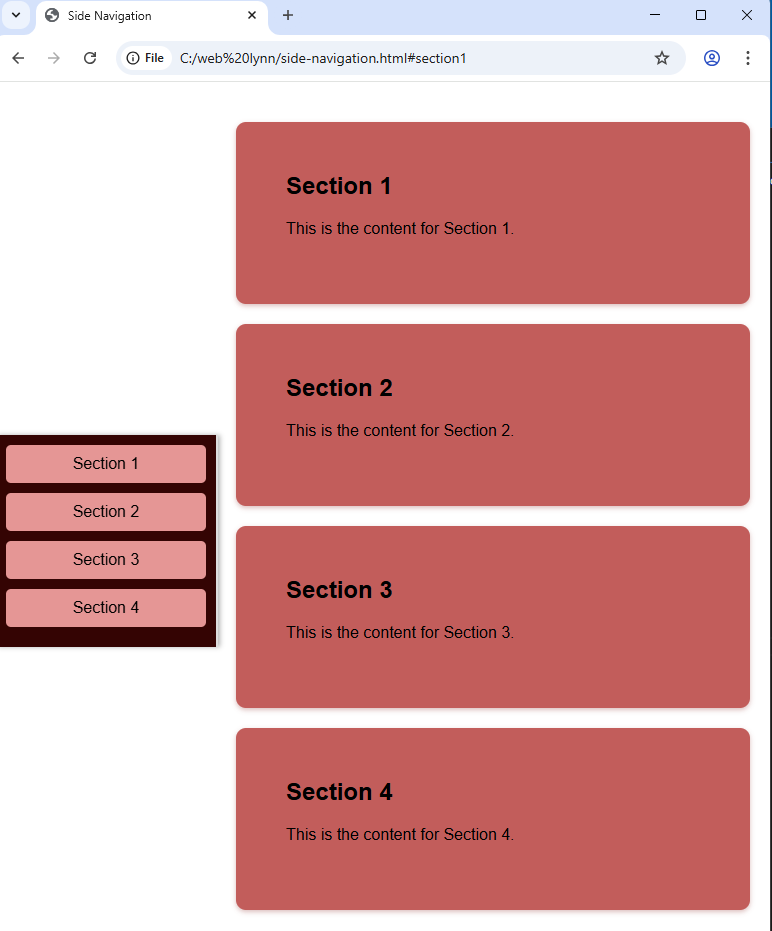 Side Navigation
File
C:/web%20lynn/side-navigation.html#section1
Section 1
This is the content for Section 1.
Section 2
This is the content for Section 2.
Section 1
Section 2
Section 3
Section 4
Section 3
This is the content for Section 3.
Section 4
This is the content for Section 4.